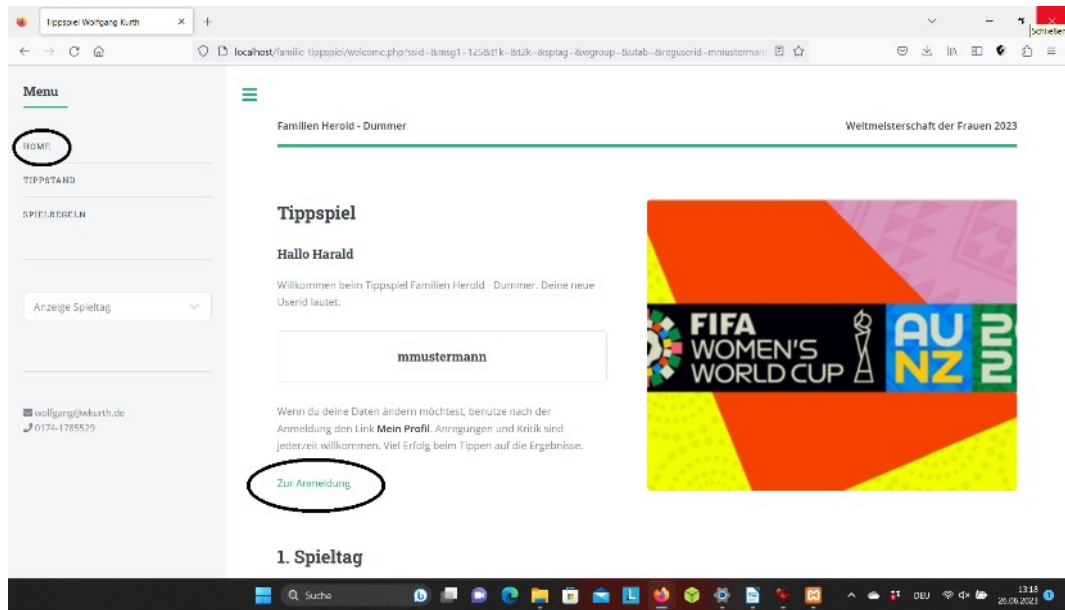 Tippspiel Wolfgang Kurth
Schließen
localhost/familie-tippspiel/welcome.php?ssid=&msg1=125&t1k=&t2k=&sptag=&wgroup=&utab=&reguserid=mmusterman
Menu
HOME
TIPPSTAND
SPIELREGELN
Anzeige Spieltag
wolfgang@wkurth.de
0174-1785529
Familien Herold - Dummer
Weltmeisterschaft der Frauen 2023
Tippspiel
Hallo Harald
Willkommen beim Tippspiel Familien Herold - Dummer. Deine neue
Userid lautet:
mmustermann
Wenn du deine Daten ändern möchtest, benutze nach der
Anmeldung den Link Mein Profil. Anregungen und Kritik sind
jederzeit willkommen. Viel Erfolg beim Tippen auf die Ergebnisse.
Zur Anmeldung
FIFA
WOMEN'S
WORLD CUP
AU
NZ
1. Spieltag
Suche
DEU
13:18
26.06.2023